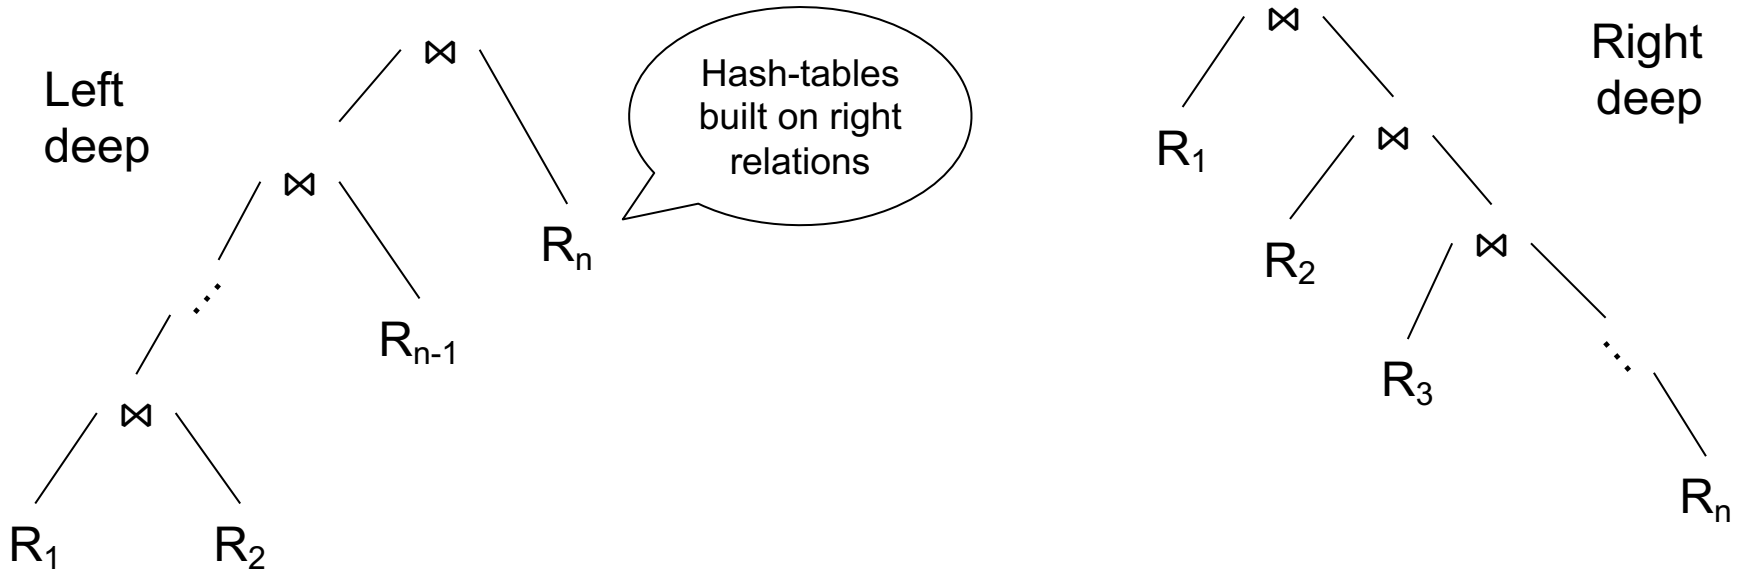 Left
deep
⋈
Hash-tables
built on right
relations
⋈
Rₙ
⋰
Rₙ₋₁
⋈
R₁
R₂
⋈
Right
deep
R₁
⋈
R₂
⋈
R₃
⋱
Rₙ